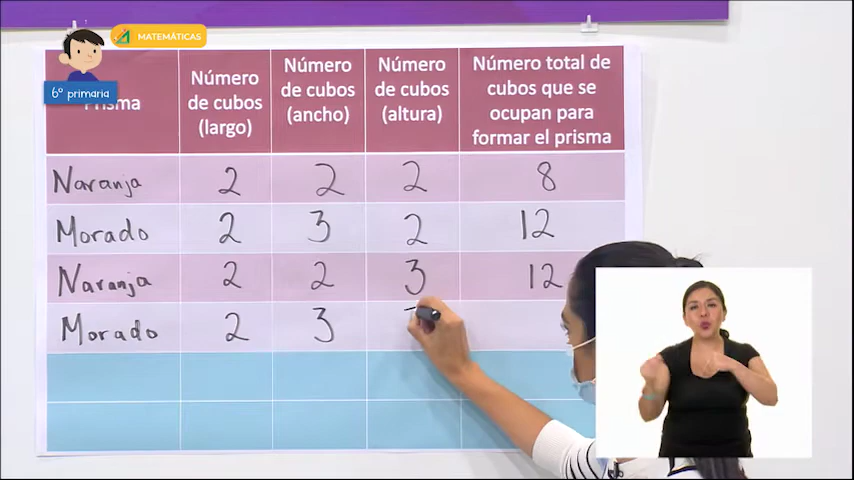 MATEMÁTICAS
6º primaria
Prisma
Número de cubos (largo)
Número de cubos (ancho)
Número de cubos (altura)
Número total de cubos que se ocupan para formar el prisma
Naranja 2 2 2 8
Morado 2 3 2 12
Naranja 2 2 3 12
Morado 2 3